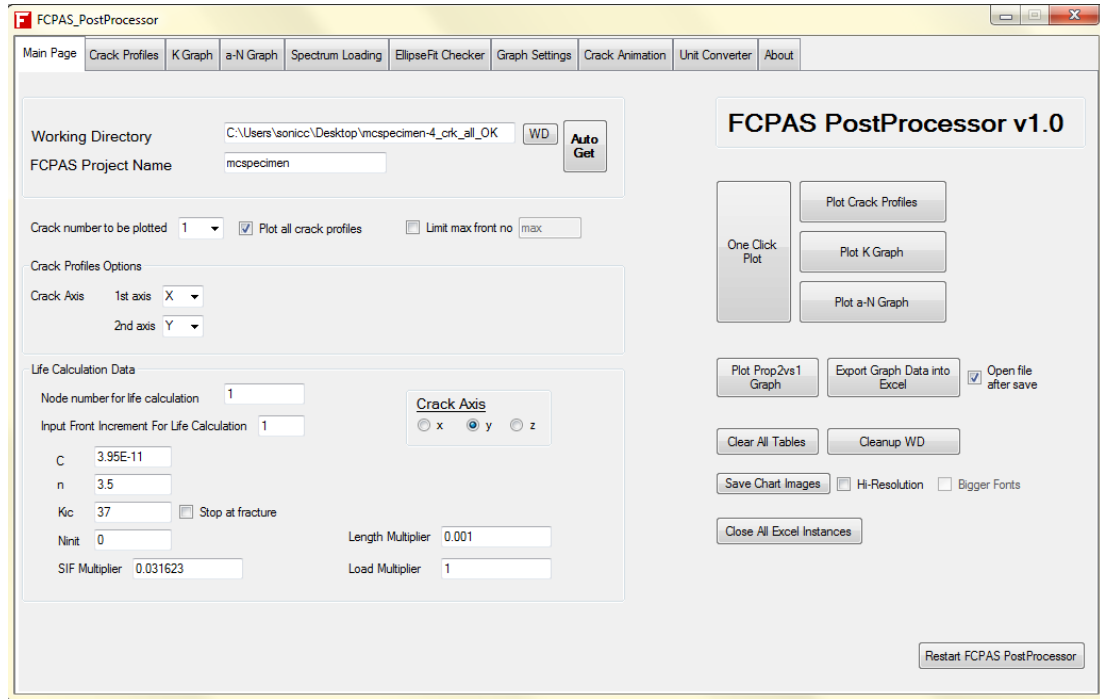 F FCPAS_PostProcessor
Main Page Crack Profiles K Graph a-N Graph Spectrum Loading EllipseFit Checker Graph Settings Crack Animation Unit Converter About
FCPAS PostProcessor v1.0
Working Directory C:\Users\sonicc\Desktop\mcspecimen-4_crk_all_OK WD
Auto
Get
FCPAS Project Name mcspecimen
Crack number to be plotted 1 Plot all crack profiles Limit max front no max
Crack Profiles Options
Crack Axis 1st axis X
2nd axis Y
Life Calculation Data
Node number for life calculation 1
Input Front Increment For Life Calculation 1
Crack Axis
x y z
C 3.95E-11
n 3.5
Kıc 37 Stop at fracture
Ninit 0
SIF Multiplier 0.031623
Length Multiplier 0.001
Load Multiplier 1
One Click
Plot
Plot Crack Profiles
Plot K Graph
Plot a-N Graph
Plot Prop2vs1
Graph
Export Graph Data into
Excel
Open file
after save
Clear All Tables Cleanup WD
Save Chart Images Hi-Resolution Bigger Fonts
Close All Excel Instances
Restart FCPAS PostProcessor